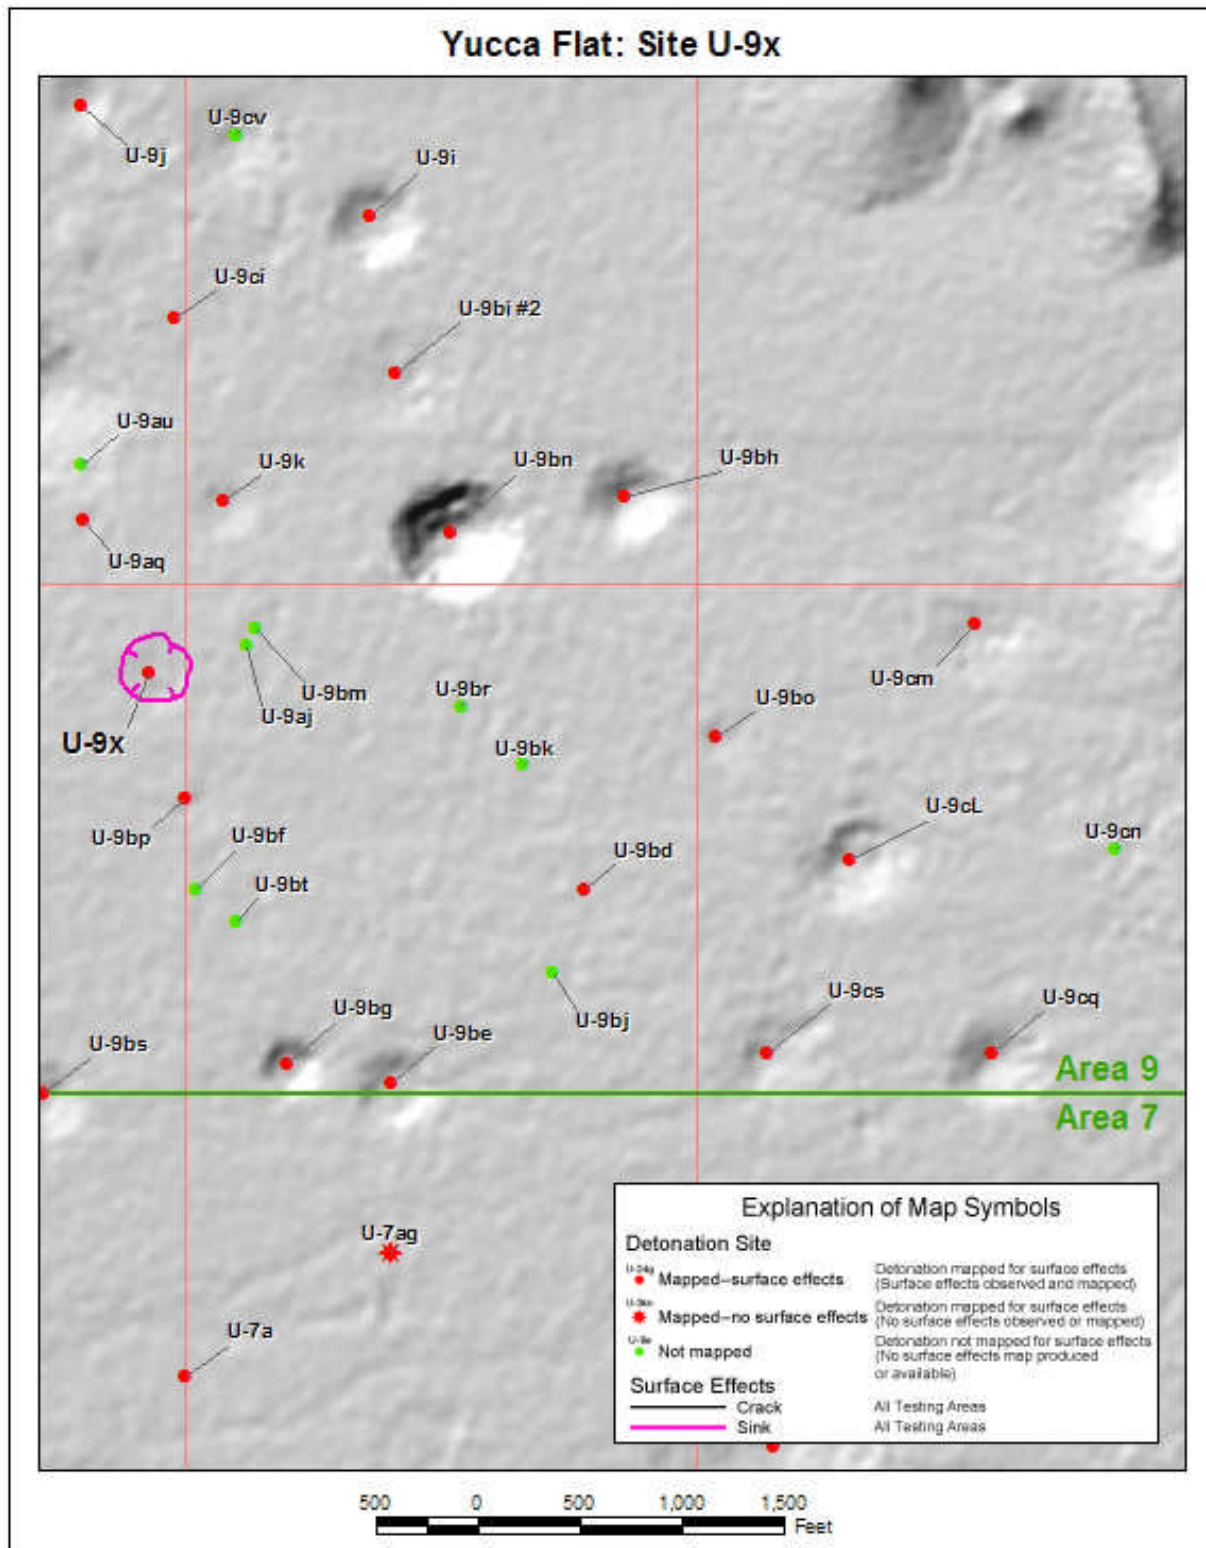 Yucca Flat: Site U-9x
U-9j
U-9cv
U-9i
U-9ci
U-9bi #2
U-9au
U-9k
U-9bn
U-9bh
U-9aq
U-9cm
U-9bm
U-9br
U-9bo
U-9aj
U-9x
U-9bk
U-9bp
U-9cL
U-9cn
U-9bf
U-9bd
U-9bt
U-9bj
U-9cs
U-9cq
U-9bg
U-9be
U-9bs
Area 9
Area 7
U-7ag
U-7a
Explanation of Map Symbols
Detonation Site
Mapped–surface effects Detonation mapped for surface effects
(Surface effects observed and mapped)
Mapped–no surface effects Detonation mapped for surface effects
(No surface effects observed or mapped)
Not mapped Detonation not mapped for surface effects
(No surface effects map produced
or available)
Surface Effects
Crack All Testing Areas
Sink All Testing Areas
500 0 500 1,000 1,500
Feet